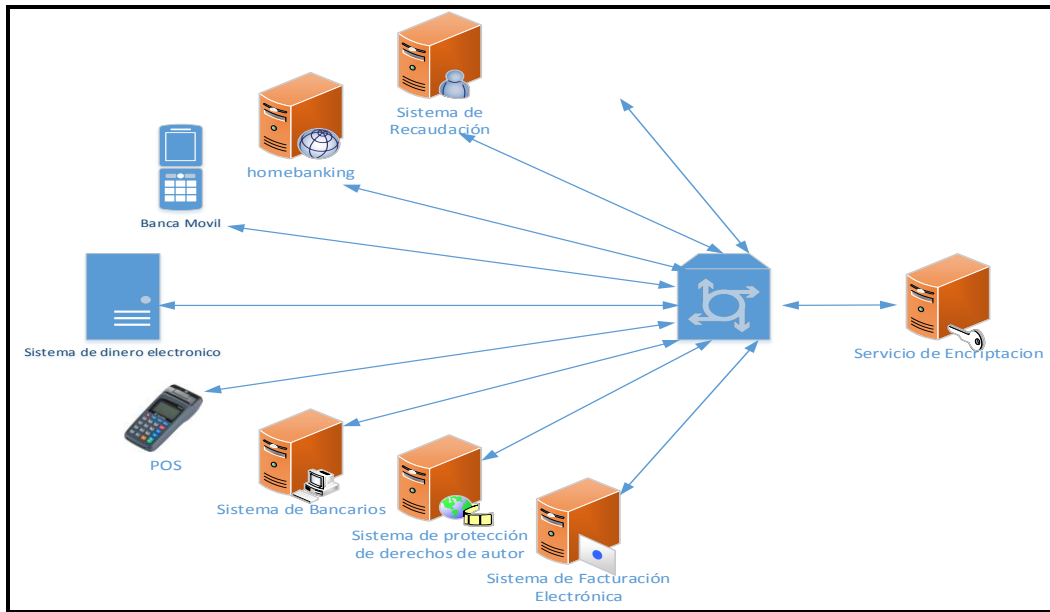 Sistema de
Recaudación
homebanking
Banca Movil
Sistema de dinero electronico
Servicio de Encriptacion
POS
Sistema de Bancarios
Sistema de protección
de derechos de autor
Sistema de Facturación
Electrónica